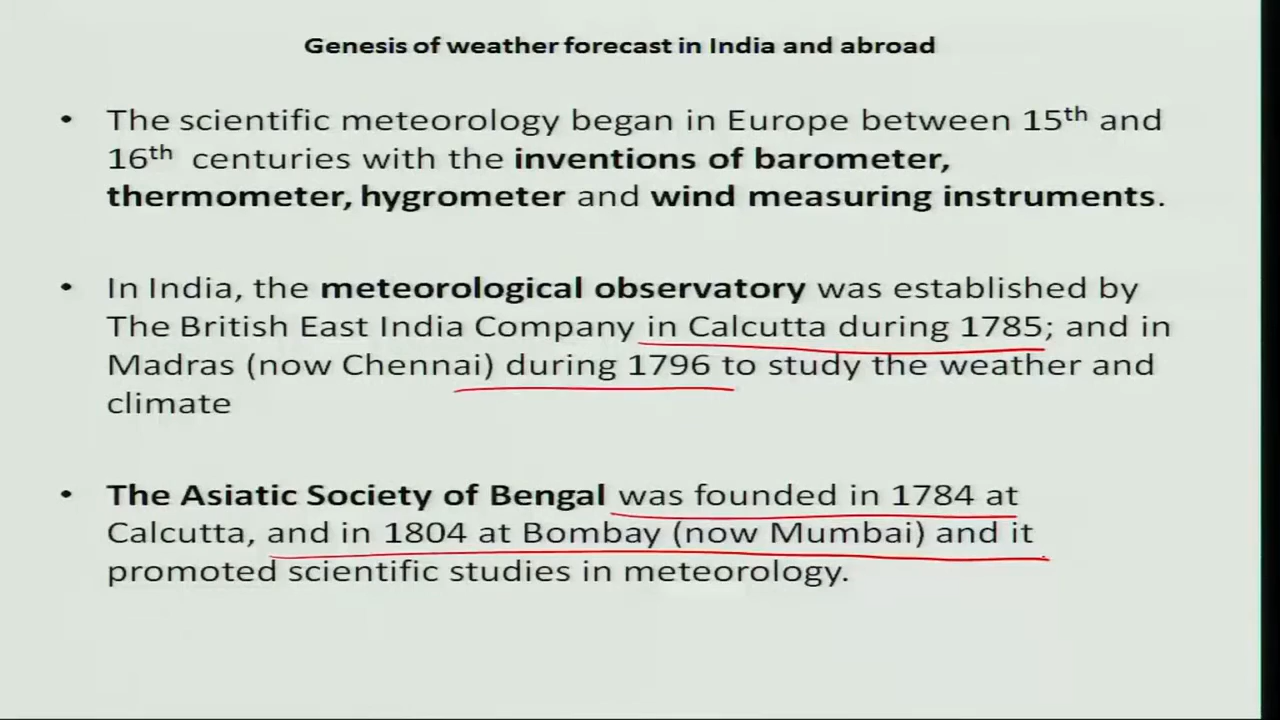 Genesis of weather forecast in India and abroad
• The scientific meteorology began in Europe between 15th and
16th centuries with the inventions of barometer,
thermometer, hygrometer and wind measuring instruments.
• In India, the meteorological observatory was established by
The British East India Company in Calcutta during 1785; and in
Madras (now Chennai) during 1796 to study the weather and
climate
• The Asiatic Society of Bengal was founded in 1784 at
Calcutta, and in 1804 at Bombay (now Mumbai) and it
promoted scientific studies in meteorology.